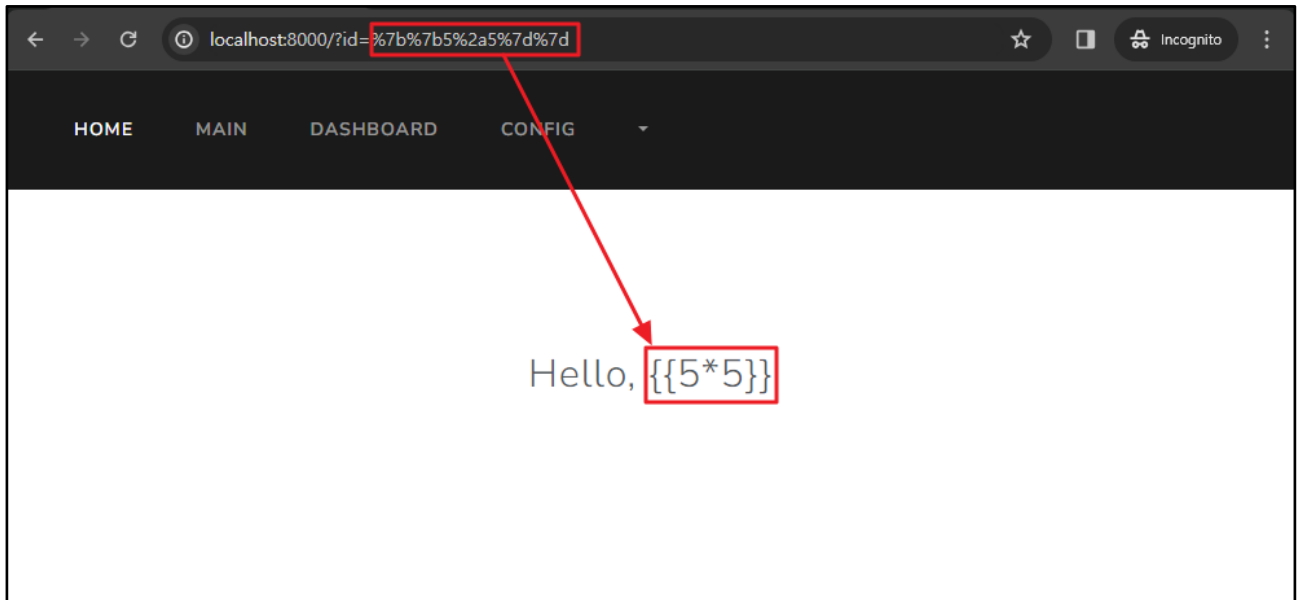 localhost:8000/?id=%7b%7b5%2a5%7d%7d Incognito
HOME MAIN DASHBOARD CONFIG
Hello, {{5*5}}